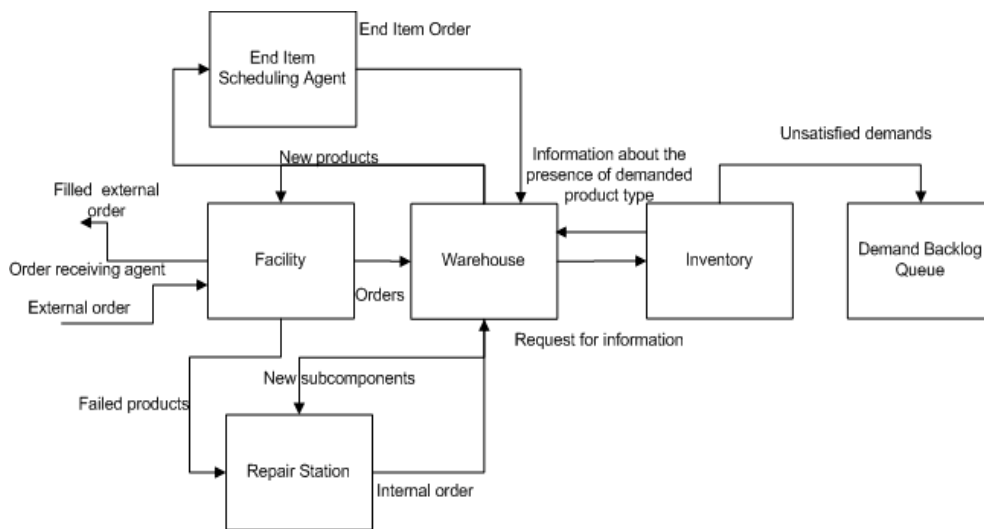 End Item Order
End Item
Scheduling Agent
Unsatisfied demands
New products
Information about the
presence of demanded
product type
Filled external
order
Facility
Warehouse
Inventory
Demand Backlog
Queue
Order receiving agent
Orders
External order
Request for information
New subcomponents
Failed products
Repair Station
Internal order